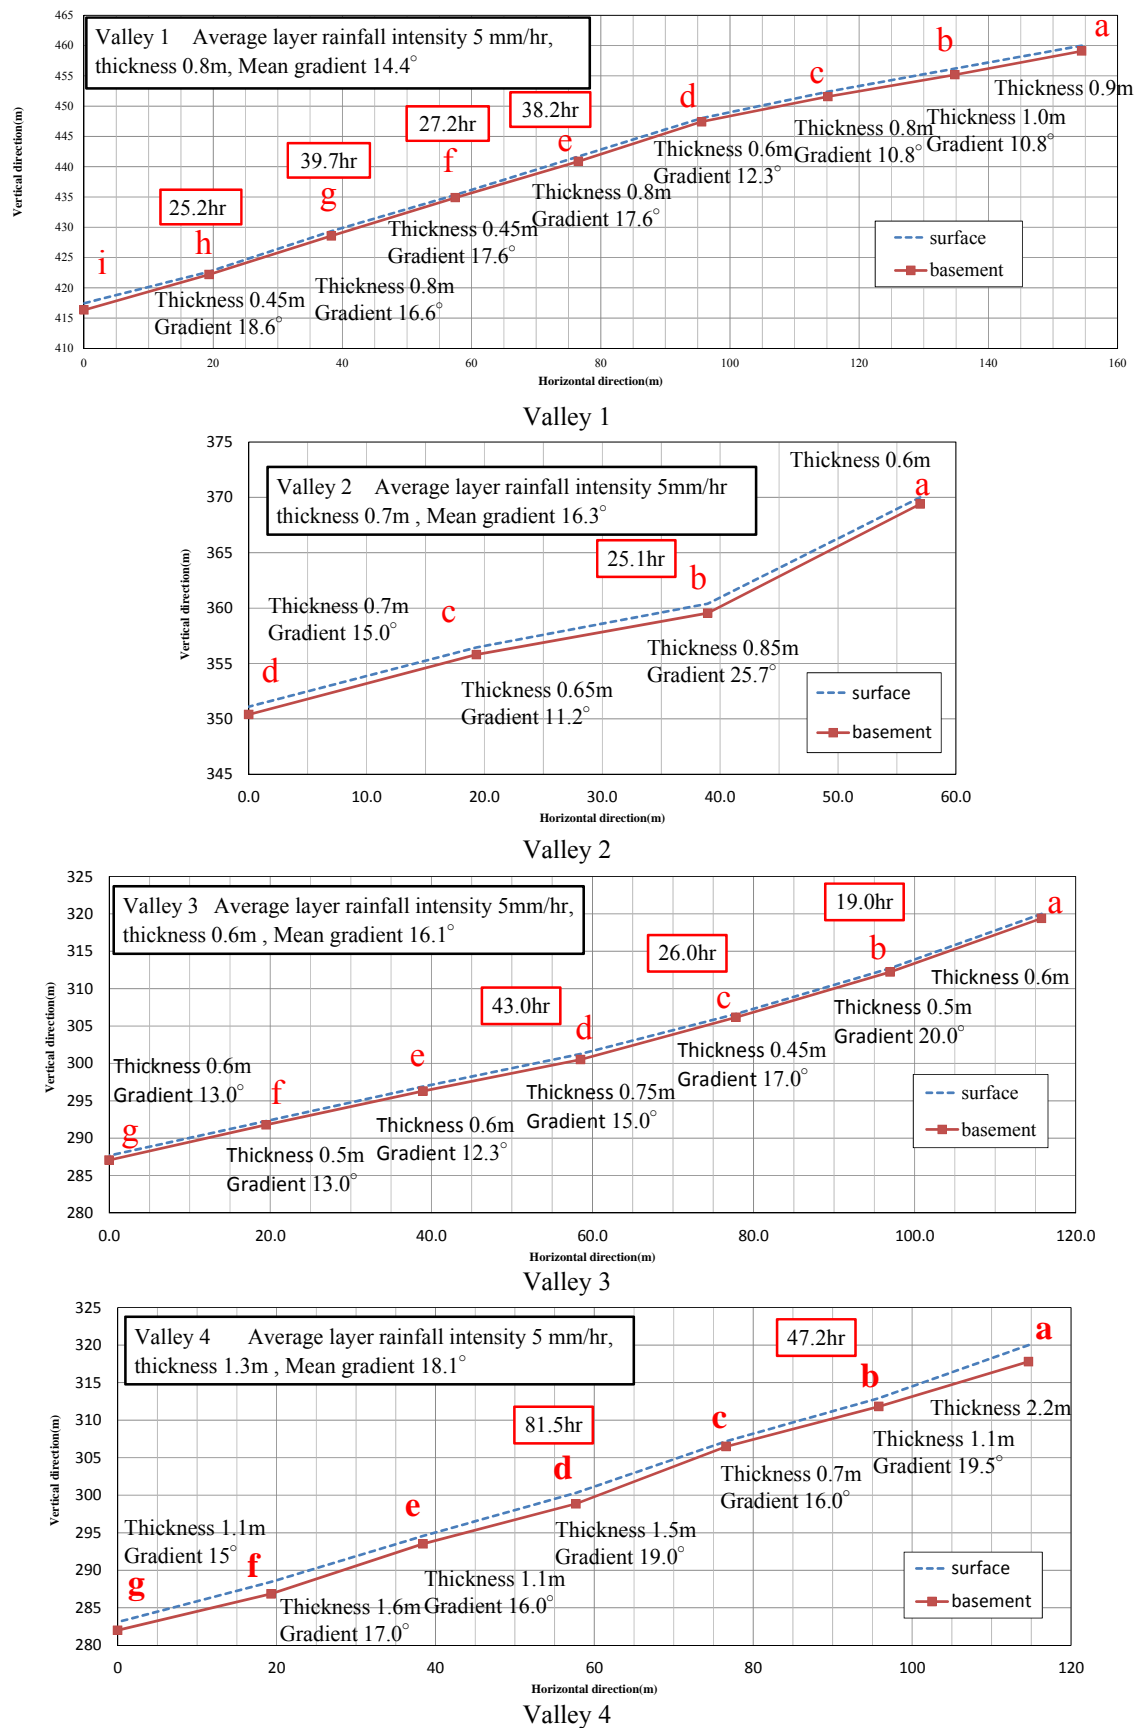 Valley 1 Average layer rainfall intensity 5 mm/hr,
thickness 0.8m, Mean gradient 14.4°
465
460
455
450
445
440
435
430
425
420
415
410
Vertical direction(m)
a
b
c
d
e
f
g
h
i
38.2hr
27.2hr
39.7hr
25.2hr
Thickness 0.9m
Thickness 1.0m
Gradient 10.8°
Thickness 0.8m
Gradient 10.8°
Thickness 0.6m
Gradient 12.3°
Thickness 0.8m
Gradient 17.6°
Thickness 0.45m
Gradient 17.6°
Thickness 0.8m
Gradient 16.6°
Thickness 0.45m
Gradient 18.6°
surface
basement
0 20 40 60 80 100 120 140 160
Horizontal direction(m)
Valley 1
Valley 2 Average layer rainfall intensity 5mm/hr
thickness 0.7m , Mean gradient 16.3°
375
370
365
360
355
350
345
Vertical direction(m)
Thickness 0.6m
a
25.1hr
b
c
d
Thickness 0.7m
Gradient 15.0°
Thickness 0.85m
Gradient 25.7°
Thickness 0.65m
Gradient 11.2°
surface
basement
0.0 10.0 20.0 30.0 40.0 50.0 60.0
Horizontal direction(m)
Valley 2
Valley 3 Average layer rainfall intensity 5mm/hr,
thickness 0.6m , Mean gradient 16.1°
325
320
315
310
305
300
295
290
285
280
Vertical direction(m)
19.0hr
26.0hr
43.0hr
a
b
c
d
e
f
g
Thickness 0.6m
Thickness 0.5m
Gradient 20.0°
Thickness 0.45m
Gradient 17.0°
Thickness 0.75m
Gradient 15.0°
Thickness 0.6m
Gradient 12.3°
Thickness 0.5m
Gradient 13.0°
Thickness 0.6m
Gradient 13.0°
surface
basement
0.0 20.0 40.0 60.0 80.0 100.0 120.0
Horizontal direction(m)
Valley 3
Valley 4 Average layer rainfall intensity 5 mm/hr,
thickness 1.3m , Mean gradient 18.1°
325
320
315
310
305
300
295
290
285
280
Vertical direction(m)
47.2hr
81.5hr
a
b
c
d
e
f
g
Thickness 2.2m
Thickness 1.1m
Gradient 19.5°
Thickness 0.7m
Gradient 16.0°
Thickness 1.5m
Gradient 19.0°
Thickness 1.1m
Gradient 16.0°
Thickness 1.6m
Gradient 17.0°
Thickness 1.1m
Gradient 15°
surface
basement
0 20 40 60 80 100 120
Horizontal direction(m)
Valley 4